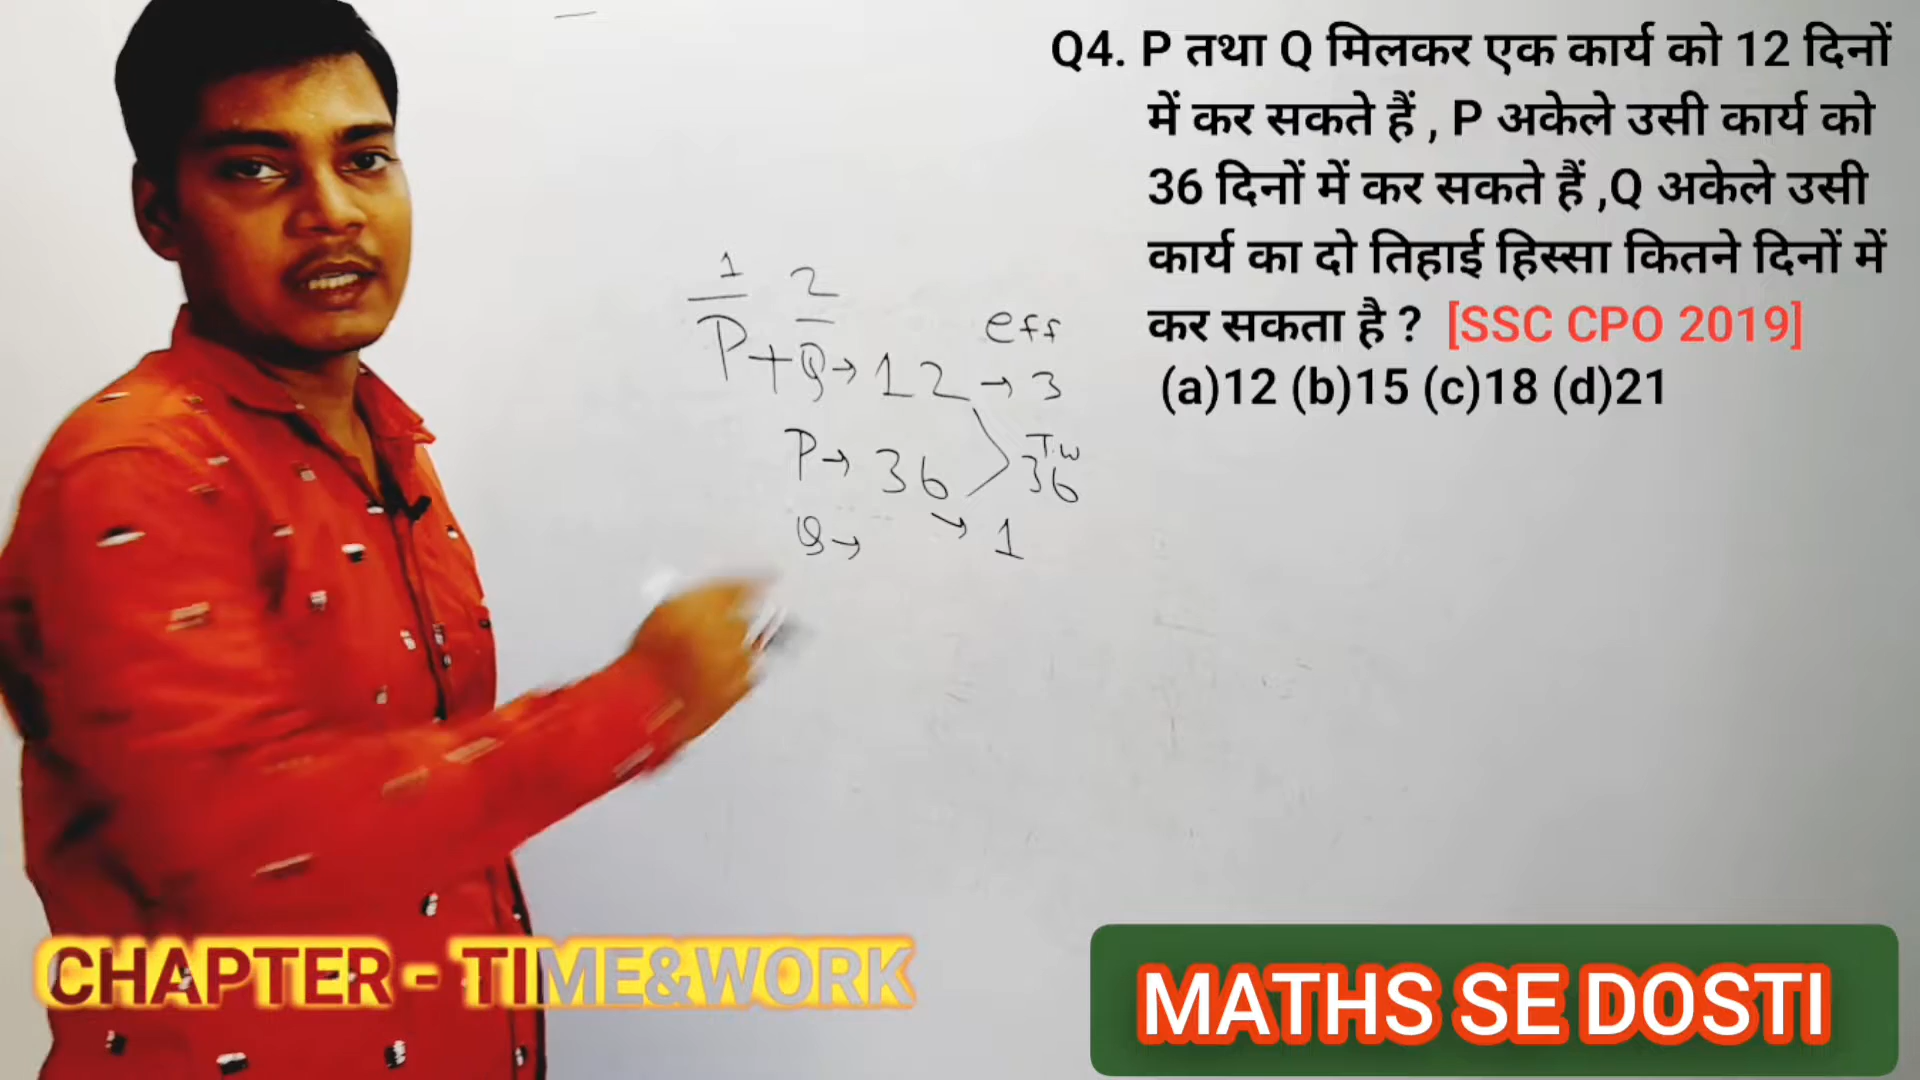 Q4. P तथा Q मिलकर एक कार्य को 12 दिनों
में कर सकते हैं , P अकेले उसी कार्य को
36 दिनों में कर सकते हैं ,Q अकेले उसी
कार्य का दो तिहाई हिस्सा कितने दिनों में
कर सकता है ? [SSC CPO 2019]
(a)12 (b)15 (c)18 (d)21
1 2
P+Q→12 → 3
eff
P→ 36
T.W
36
Q→ → 1
CHAPTER - TIME&WORK
MATHS SE DOSTI